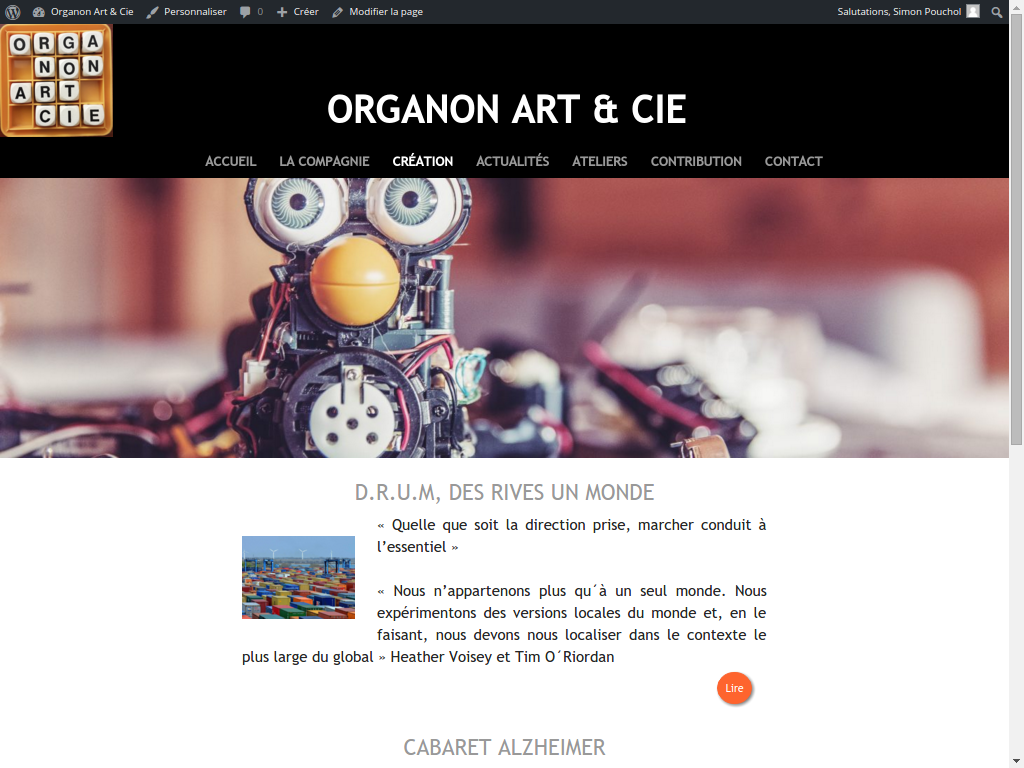 Organon Art & Cie Personnaliser 0 Créer Modifier la page Salutations, Simon Pouchol
ORGA
NON
ART
CIE
ORGANON ART & CIE
ACCUEIL LA COMPAGNIE CRÉATION ACTUALITÉS ATELIERS CONTRIBUTION CONTACT
D.R.U.M, DES RIVES UN MONDE
« Quelle que soit la direction prise, marcher conduit à
l’essentiel »
« Nous n’appartenons plus qu´à un seul monde. Nous
expérimentons des versions locales du monde et, en le
faisant, nous devons nous localiser dans le contexte le
plus large du global » Heather Voisey et Tim O´Riordan
Lire
CABARET ALZHEIMER